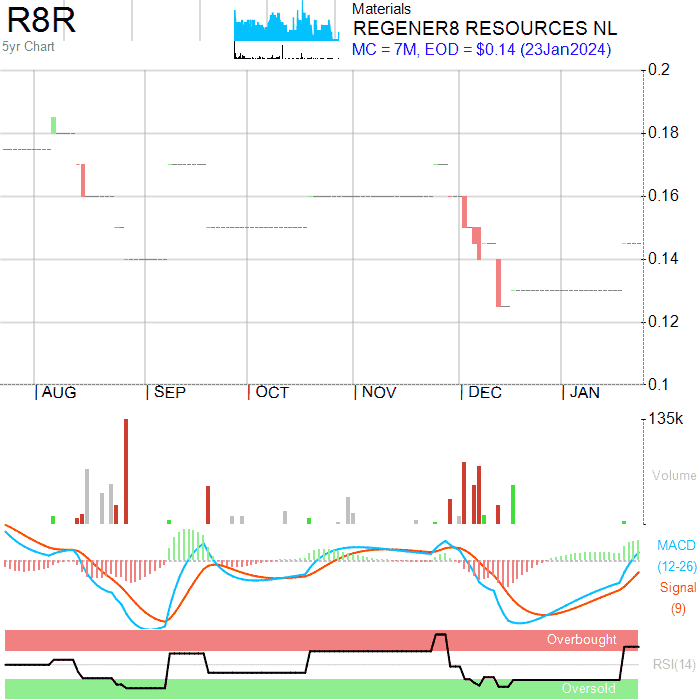 R8R
5yr Chart
Materials
REGENER8 RESOURCES NL
MC = 7M, EOD = $0.14 (23Jan2024)
0.2
0.18
0.16
0.14
0.12
0.1
AUG SEP OCT NOV DEC JAN
135k
Volume
MACD
(12-26)
Signal
(9)
Overbought
RSI(14)
Oversold